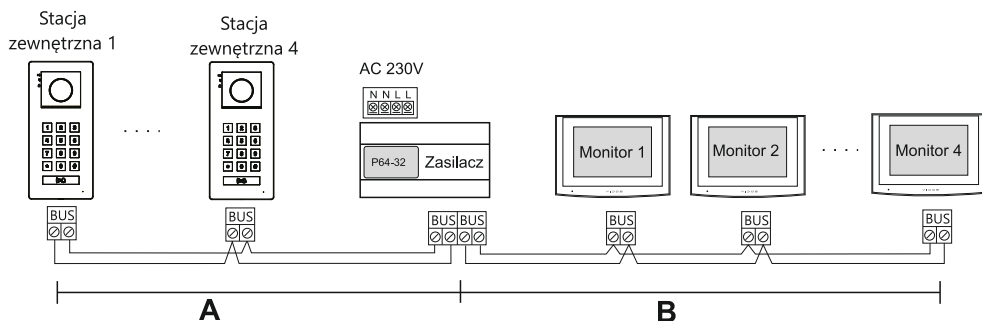 Stacja
zewnętrzna 1
Stacja
zewnętrzna 4
AC 230V
N N L L
P64-32
Zasilacz
Monitor 1
Monitor 2
Monitor 4
. . . .
. . . .
BUS
BUS
BUS BUS
BUS
BUS
BUS
A
B